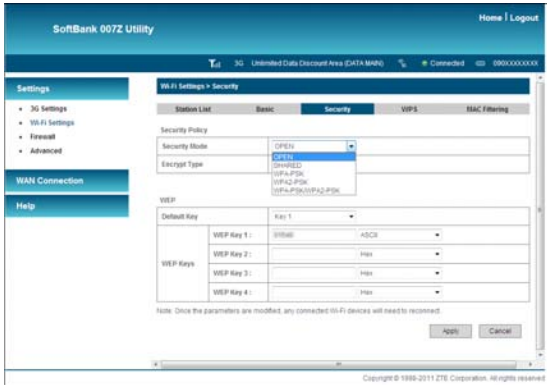 SoftBank 007Z Utility
Home | Logout
3G Unlimited Data Discount Area (DATA MAIN) Connected 090XXXXXXXX
Settings
3G Settings
Wi-Fi Settings
Firewall
Advanced
WAN Connection
Help
Wi-Fi Settings > Security
Station List Basic Security WPS MAC Filtering
Security Policy
Security Mode OPEN
Encrypt Type
OPEN
SHARED
WPA-PSK
WPA2-PSK
WPA-PSK/WPA2-PSK
WEP
Default Key Key 1
WEP Keys
WEP Key 1 : ASCII
WEP Key 2 : Hex
WEP Key 3 : Hex
WEP Key 4 : Hex
Note: Once the parameters are modified, any connected Wi-Fi devices will need to reconnect.
Apply Cancel
Copyright © 1998-2011 ZTE Corporation. All rights reserved